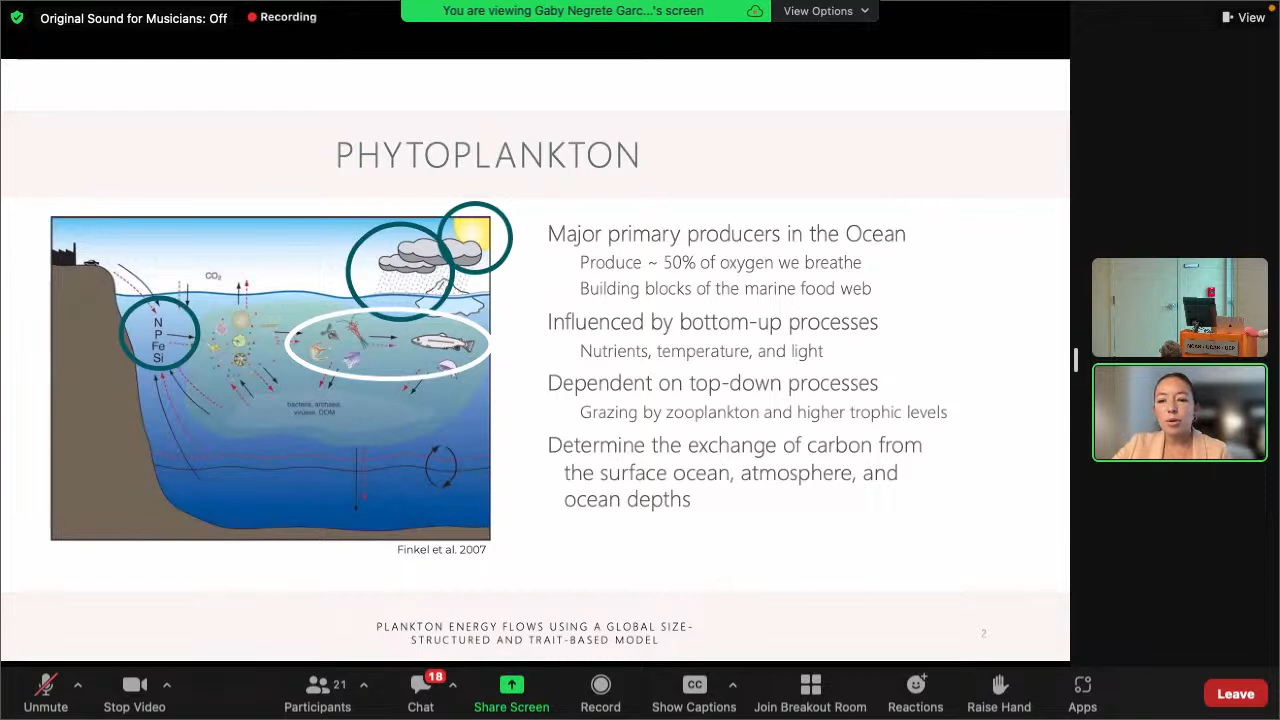 Original Sound for Musicians: Off
Recording
You are viewing Gaby Negrete Garc...'s screen
View Options
View
PHYTOPLANKTON
CO2
N
P
Fe
Si
bacteria, archaea,
viruses, DOM
Finkel et al. 2007
Major primary producers in the Ocean
Produce ~ 50% of oxygen we breathe
Building blocks of the marine food web
Influenced by bottom-up processes
Nutrients, temperature, and light
Dependent on top-down processes
Grazing by zooplankton and higher trophic levels
Determine the exchange of carbon from
the surface ocean, atmosphere, and
ocean depths
PLANKTON ENERGY FLOWS USING A GLOBAL SIZE-
STRUCTURED AND TRAIT-BASED MODEL
2
Unmute
Stop Video
21
Participants
18
Chat
Share Screen
Record
CC
Show Captions
Join Breakout Room
Reactions
Raise Hand
Apps
Leave